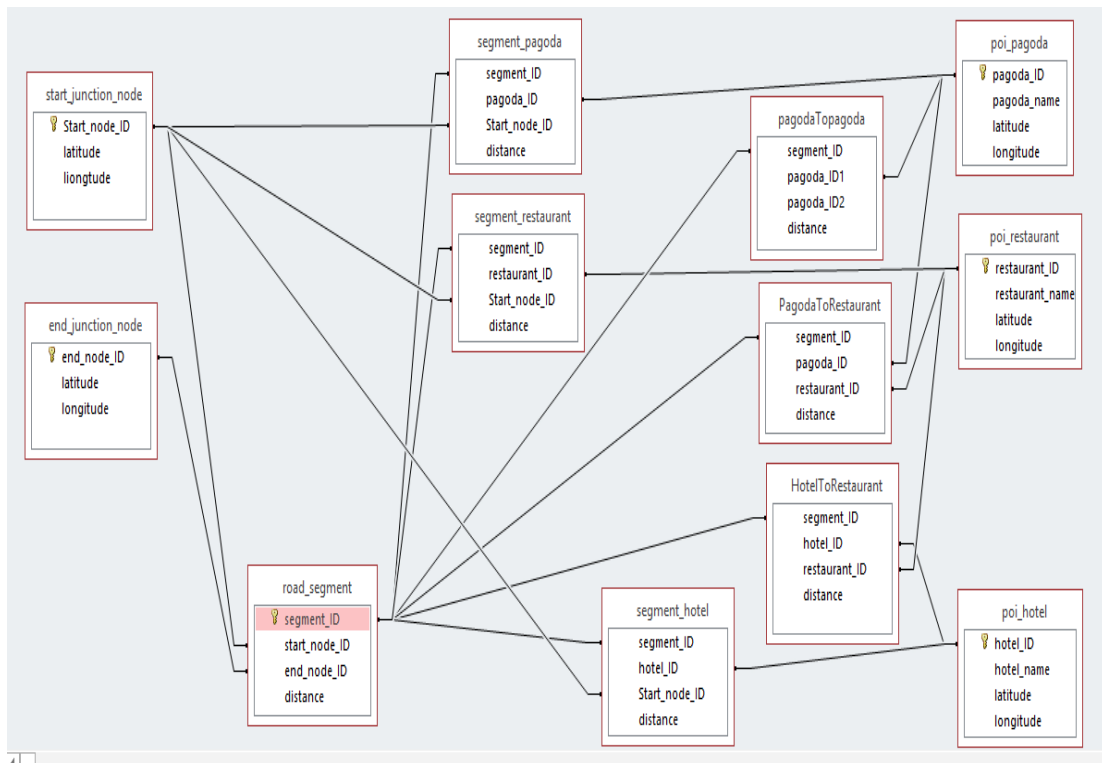 start_junction_node
Start_node_ID
latitude
liongtude
end_junction_node
end_node_ID
latitude
longitude
road_segment
segment_ID
start_node_ID
end_node_ID
distance
segment_pagoda
segment_ID
pagoda_ID
Start_node_ID
distance
segment_restaurant
segment_ID
restaurant_ID
Start_node_ID
distance
segment_hotel
segment_ID
hotel_ID
Start_node_ID
distance
pagodaTopagoda
segment_ID
pagoda_ID1
pagoda_ID2
distance
PagodaToRestaurant
segment_ID
pagoda_ID
restaurant_ID
distance
HotelToRestaurant
segment_ID
hotel_ID
restaurant_ID
distance
poi_pagoda
pagoda_ID
pagoda_name
latitude
longitude
poi_restaurant
restaurant_ID
restaurant_name
latitude
longitude
poi_hotel
hotel_ID
hotel_name
latitude
longitude